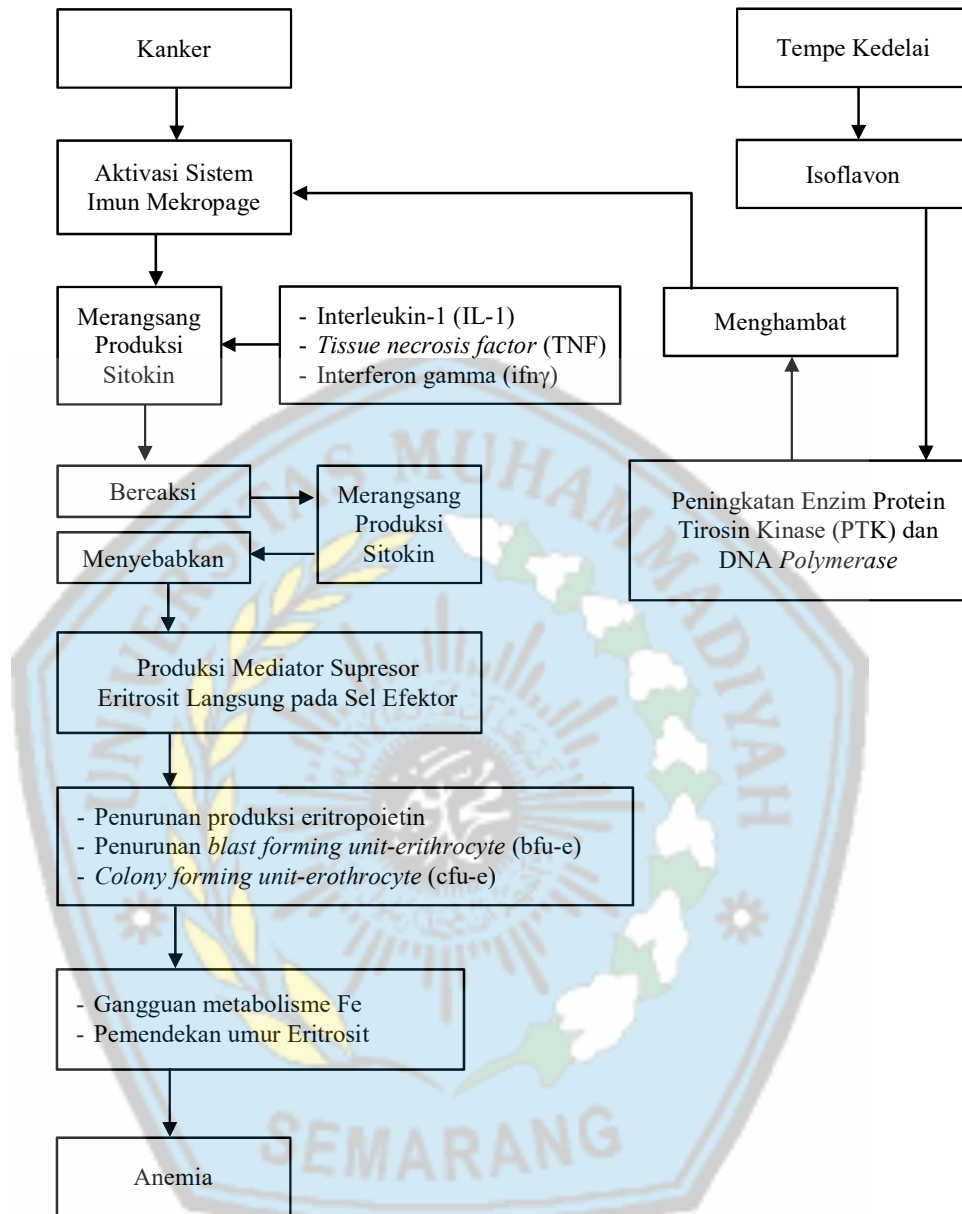 Kanker
Tempe Kedelai
Aktivasi Sistem
Imun Mekropage
Isoflavon
Merangsang
Produksi
Sitokin
- Interleukin-1 (IL-1)
- Tissue necrosis factor (TNF)
- Interferon gamma (ifnγ)
Menghambat
Bereaksi
Merangsang
Produksi
Sitokin
Menyebabkan
Peningkatan Enzim Protein
Tirosin Kinase (PTK) dan
DNA Polymerase
Produksi Mediator Supresor
Eritrosit Langsung pada Sel Efektor
- Penurunan produksi eritropoietin
- Penurunan blast forming unit-erithrocyte (bfu-e)
- Colony forming unit-erothrocyte (cfu-e)
- Gangguan metabolisme Fe
- Pemendekan umur Eritrosit
Anemia
UNIVERSITAS MUHAMMADIYAH
SEMARANG